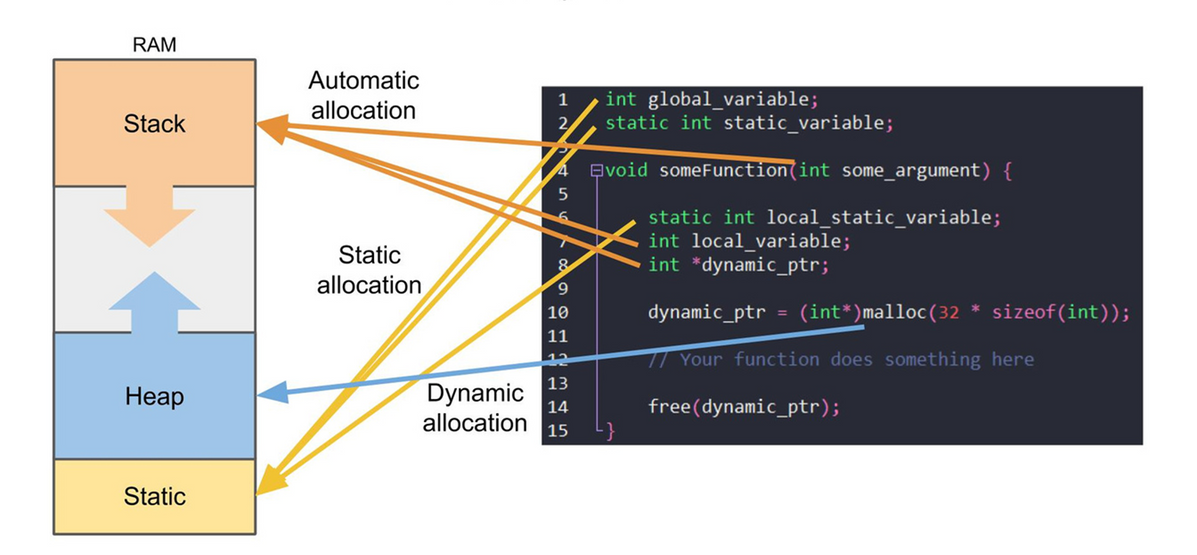 RAM
Stack
Heap
Static
Automatic
allocation
Static
allocation
Dynamic
allocation
1 int global_variable;
2 static int static_variable;
3
4 void someFunction(int some_argument) {
5
6 static int local_static_variable;
7 int local_variable;
8 int *dynamic_ptr;
9
10 dynamic_ptr = (int*)malloc(32 * sizeof(int));
11
12 // Your function does something here
13
14 free(dynamic_ptr);
15 }